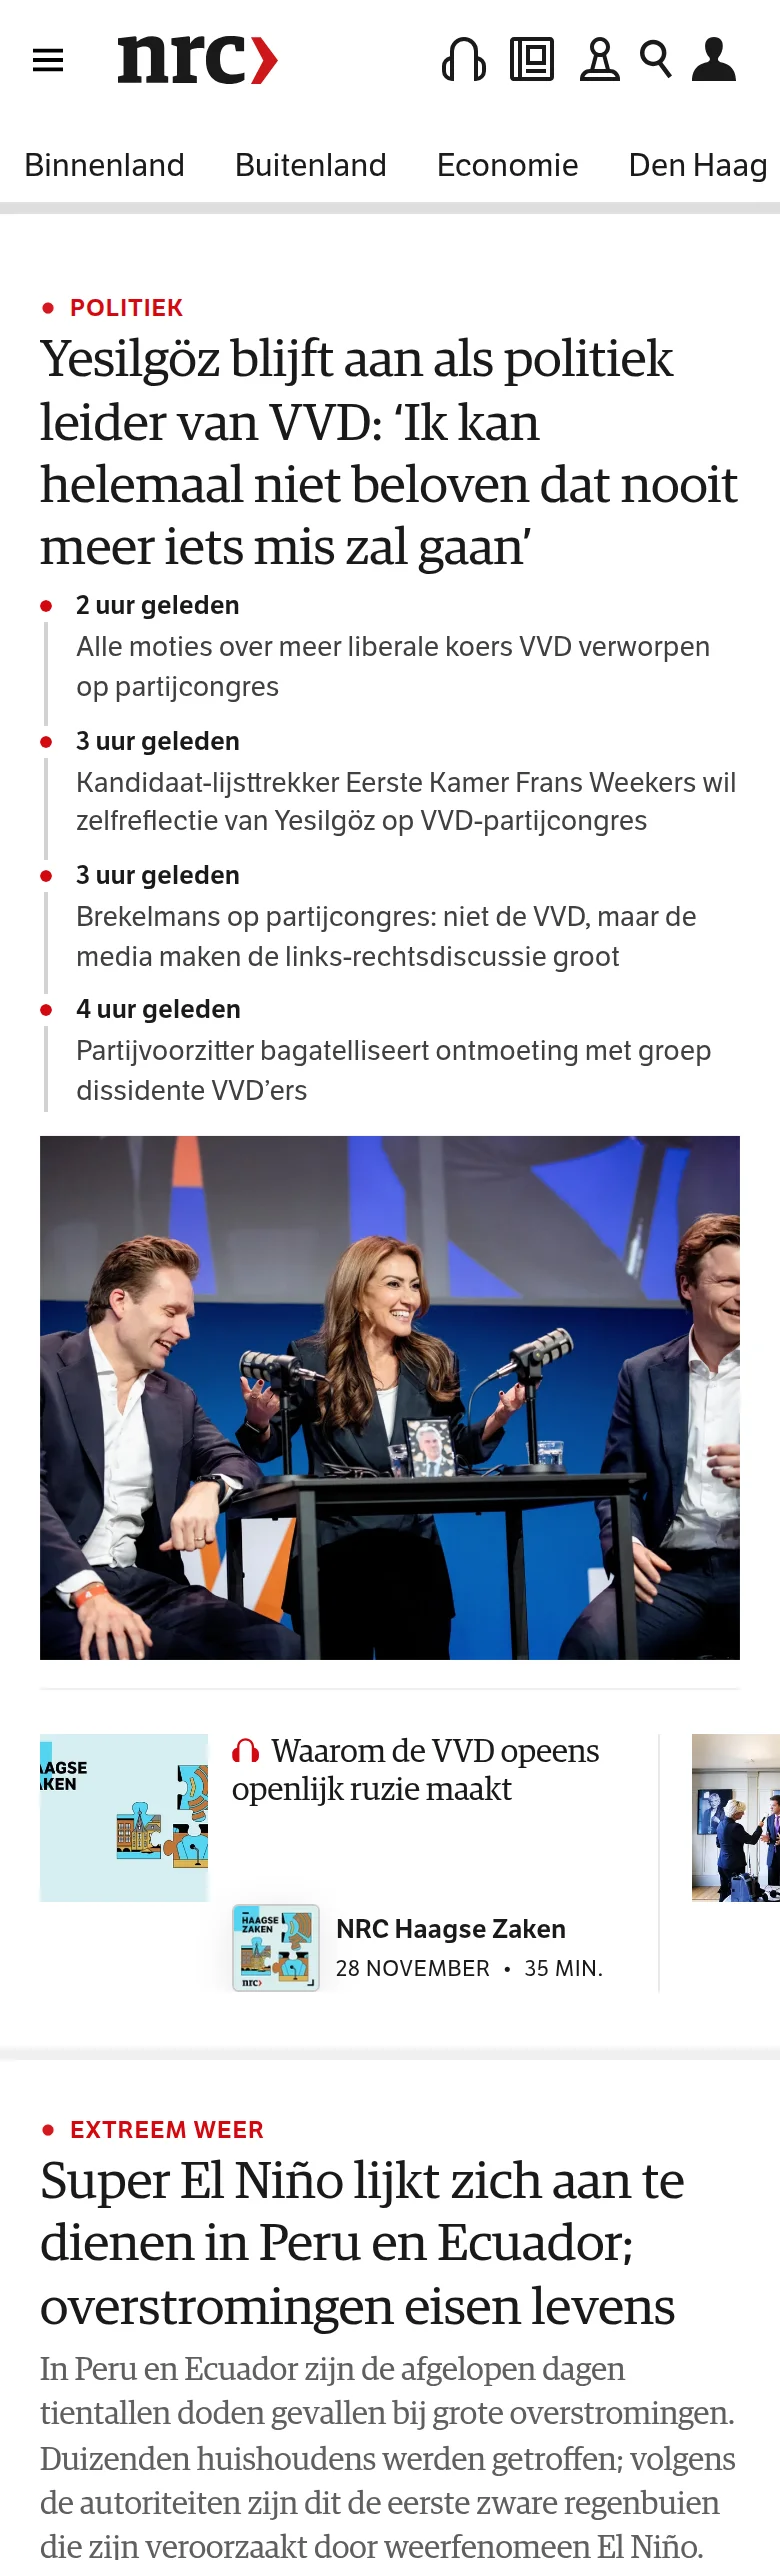 nrc
Binnenland Buitenland Economie Den Haag
POLITIEK
Yesilgöz blijft aan als politiek
leider van VVD: ‘Ik kan
helemaal niet beloven dat nooit
meer iets mis zal gaan’
2 uur geleden
Alle moties over meer liberale koers VVD verworpen
op partijcongres
3 uur geleden
Kandidaat-lijsttrekker Eerste Kamer Frans Weekers wil
zelfreflectie van Yesilgöz op VVD-partijcongres
3 uur geleden
Brekelmans op partijcongres: niet de VVD, maar de
media maken de links-rechtsdiscussie groot
4 uur geleden
Partijvoorzitter bagatelliseert ontmoeting met groep
dissidente VVD’ers
AAGSE
KEN
Waarom de VVD opeens
openlijk ruzie maakt
HAAGSE
ZAKEN
nrc
NRC Haagse Zaken
28 NOVEMBER • 35 MIN.
EXTREEM WEER
Super El Niño lijkt zich aan te
dienen in Peru en Ecuador;
overstromingen eisen levens
In Peru en Ecuador zijn de afgelopen dagen
tientallen doden gevallen bij grote overstromingen.
Duizenden huishoudens werden getroffen; volgens
de autoriteiten zijn dit de eerste zware regenbuien
die zijn veroorzaakt door weerfenomeen El Niño.